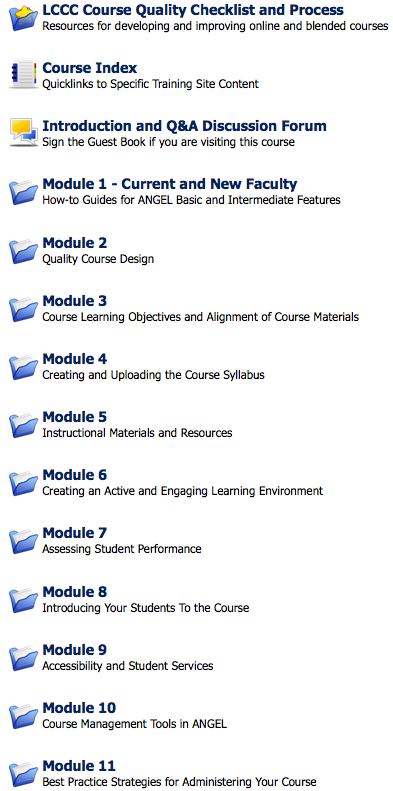 LCCC Course Quality Checklist and Process
Resources for developing and improving online and blended courses
Course Index
Quicklinks to Specific Training Site Content
Introduction and Q&A Discussion Forum
Sign the Guest Book if you are visiting this course
Module 1 - Current and New Faculty
How-to Guides for ANGEL Basic and Intermediate Features
Module 2
Quality Course Design
Module 3
Course Learning Objectives and Alignment of Course Materials
Module 4
Creating and Uploading the Course Syllabus
Module 5
Instructional Materials and Resources
Module 6
Creating an Active and Engaging Learning Environment
Module 7
Assessing Student Performance
Module 8
Introducing Your Students To the Course
Module 9
Accessibility and Student Services
Module 10
Course Management Tools in ANGEL
Module 11
Best Practice Strategies for Administering Your Course